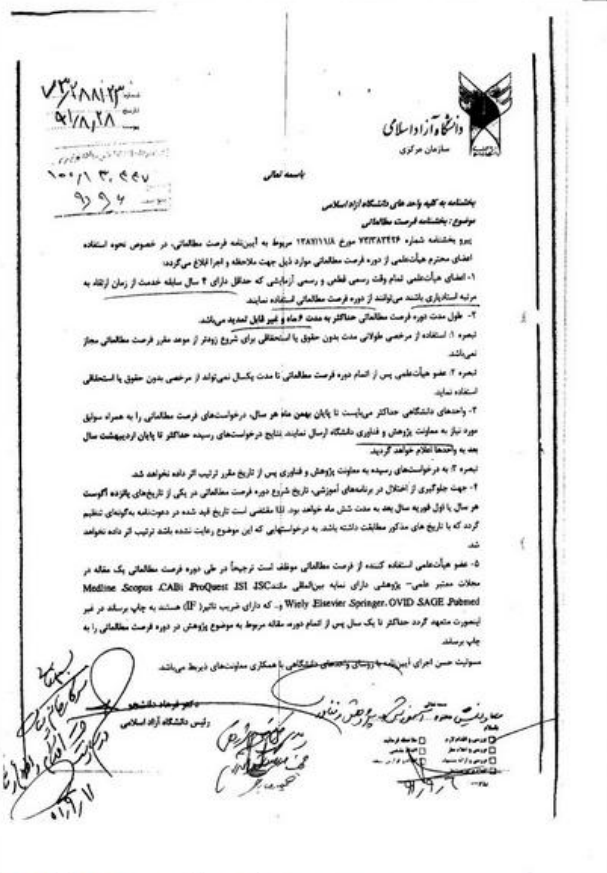 دانشگاه آزاد اسلامی
سازمان مرکزی
باسمه تعالی
بخشنامه به کلیه واحد های دانشگاه آزاد اسلامی
موضوع: بخشنامه فرصت مطالعاتی
پیرو بخشنامه شماره ۷۳/۳۸۳۴۲۶ مورخ ۱۳۸۷/۱۱/۸ مربوط به آیین‌نامه فرصت مطالعاتی، در خصوص نحوه استفاده
اعضای محترم هیأت‌علمی از دوره فرصت مطالعاتی موارد ذیل جهت ملاحظه و اجرا ابلاغ می‌گردد:
۱- اعضای هیأت‌علمی تمام وقت رسمی قطعی و رسمی آزمایشی که حداقل دارای ۴ سال سابقه خدمت از زمان ارتقاء به
مرتبه استادیاری باشند می‌توانند از دوره فرصت مطالعاتی استفاده نمایند.
۲- طول مدت دوره فرصت مطالعاتی حداکثر به مدت ۶ ماه و غیر قابل تمدید می‌باشد.
تبصره ۱: استفاده از مرخصی طولانی مدت بدون حقوق یا استحقاقی برای شروع زودتر از موعد مقرر فرصت مطالعاتی مجاز
نمی‌باشد.
تبصره ۲: عضو هیأت‌علمی پس از اتمام دوره فرصت مطالعاتی تا مدت یکسال نمی‌تواند از مرخصی بدون حقوق یا استحقاقی
استفاده نماید.
۳- واحدهای دانشگاهی حداکثر می‌بایست تا پایان بهمن ماه هر سال، درخواست‌های فرصت مطالعاتی را به همراه سوابق
مورد نیاز به معاونت پژوهش و فناوری دانشگاه ارسال نمایند. نتایج درخواست‌های رسیده حداکثر تا پایان اردیبهشت سال
بعد به واحدها اعلام خواهد گردید.
تبصره ۳: به درخواست‌های رسیده به معاونت پژوهش و فناوری پس از تاریخ مقرر ترتیب اثر داده نخواهد شد.
۴- جهت جلوگیری از اختلال در برنامه‌های آموزشی، تاریخ شروع دوره فرصت مطالعاتی در یکی از تاریخ‌های پانزده آگوست
هر سال یا اول فوریه سال بعد به مدت شش ماه خواهد بود. لذا مقتضی است تاریخ قید شده در دعوت‌نامه به‌گونه‌ای تنظیم
گردد که با تاریخ های مذکور مطابقت داشته باشد. به درخواستهایی که این موضوع رعایت نشده باشد ترتیب اثر داده نخواهد
شد.
۵- عضو هیأت‌علمی استفاده کننده از فرصت مطالعاتی موظف است ترجیحاً در طی دوره فرصت مطالعاتی یک مقاله در
مجلات معتبر علمی- پژوهشی دارای نمایه بین‌المللی مانند Medline ،Scopus ،CABi ،ProQuest ،ISI ،ISC
Wiely ,Elsevier ,Springer, OVID ,SAGE ,Pubmed و.. که دارای ضریب تاثیر( IF) هستند به چاپ برساند در غیر
اینصورت متعهد گردد حداکثر تا یک سال پس از اتمام دوره، مقاله مربوط به موضوع پژوهش در دوره فرصت مطالعاتی را به
چاپ برساند.
مسولیت حسن اجرای آیین‌نامه با روسای واحدهای دانشگاهی با همکاری معاونت‌های ذیربط می‌باشد.
دکتر فرهاد دانشجو
رئیس دانشگاه آزاد اسلامی